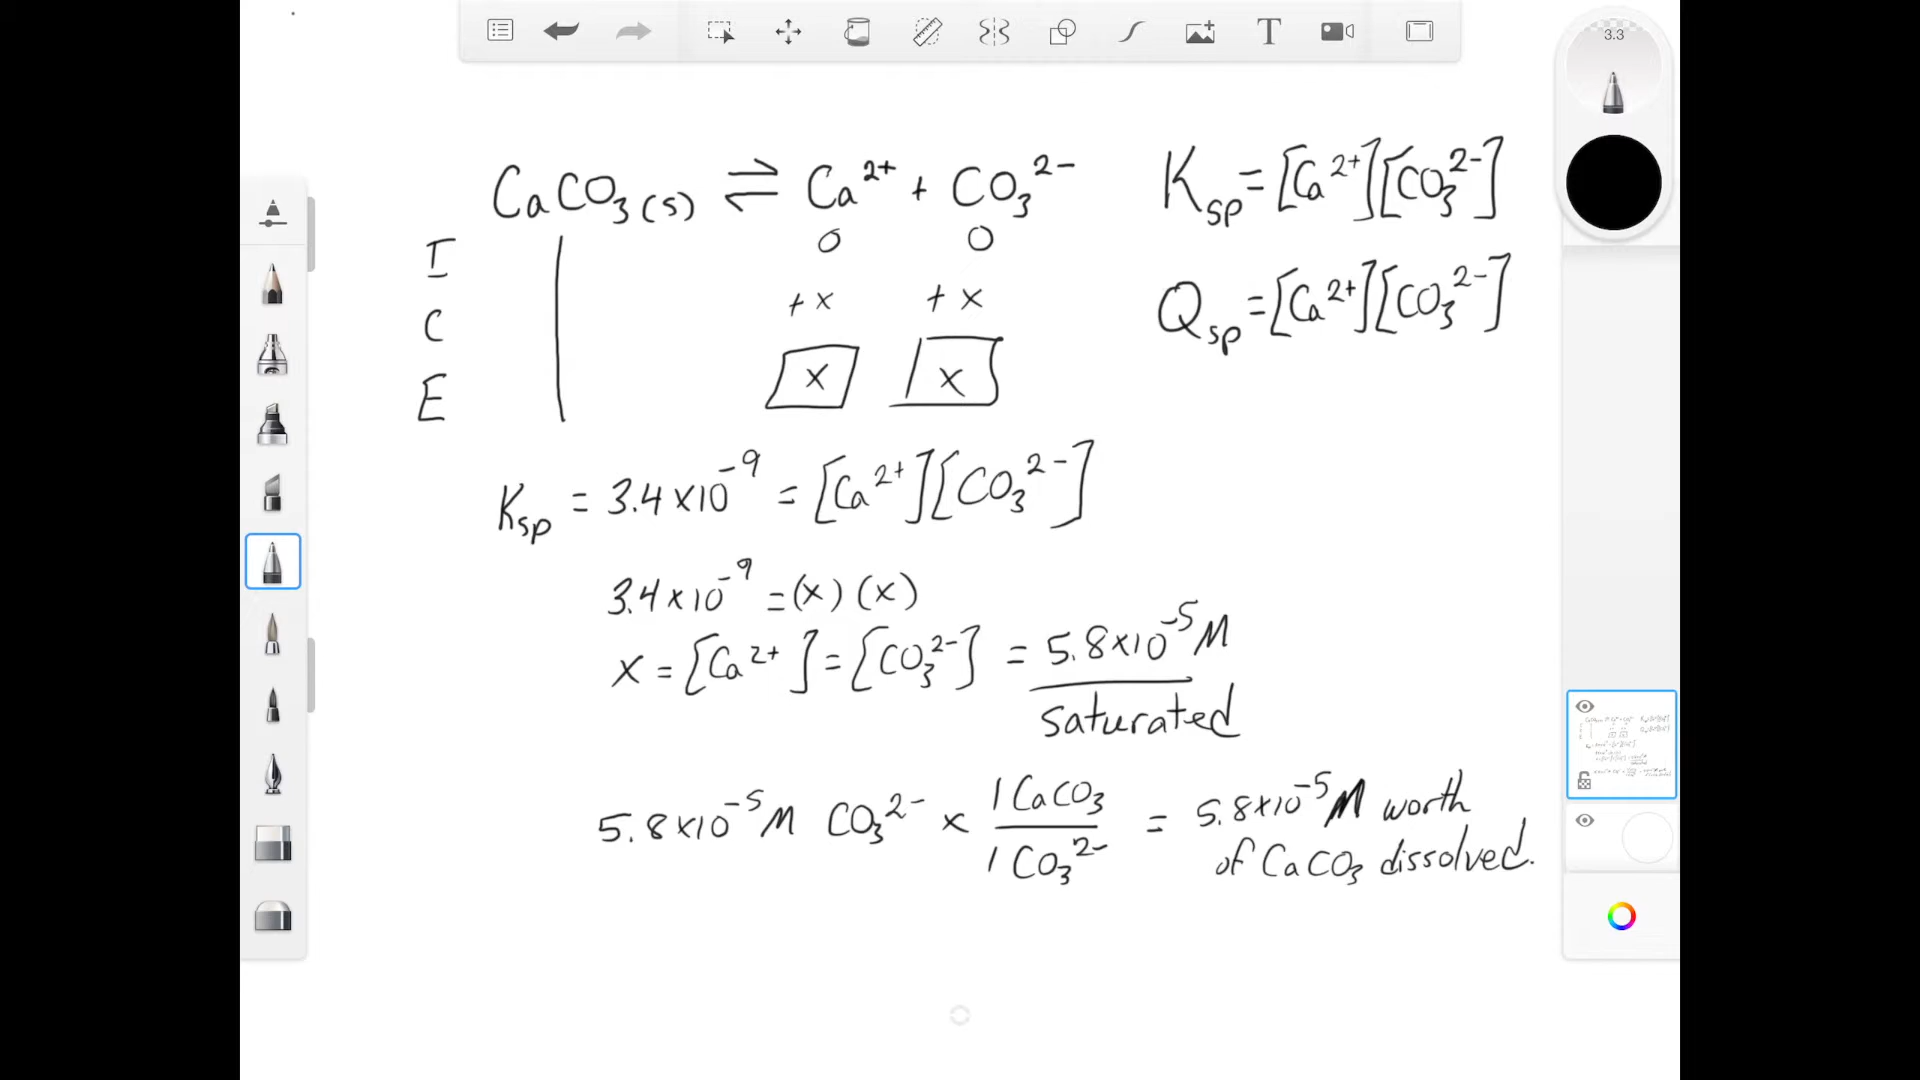 3.3
CaCO₃(s) ⇌ Ca²⁺ + CO₃²⁻
Ksp = [Ca²⁺][CO₃²⁻]
I 0 0
C +x +x
E x x
Qsp = [Ca²⁺][CO₃²⁻]
Ksp = 3.4 x 10⁻⁹ = [Ca²⁺][CO₃²⁻]
3.4 x 10⁻⁹ = (x)(x)
x = [Ca²⁺] = [CO₃²⁻] = 5.8 x 10⁻⁵ M
saturated
5.8 x 10⁻⁵ M CO₃²⁻ x 1 CaCO₃ / 1 CO₃²⁻ = 5.8 x 10⁻⁵ M worth
of CaCO₃ dissolved.